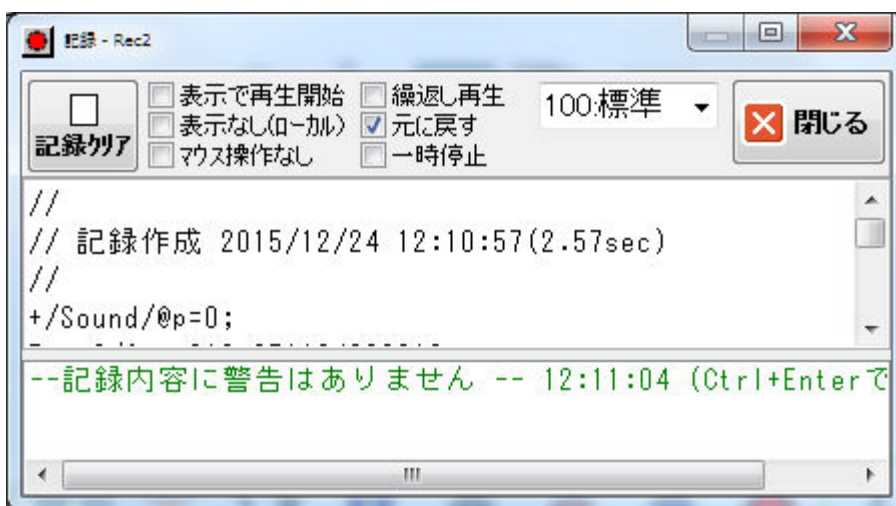 記録 - Rec2
記録ｸﾘｱ
表示で再生開始
表示なし(ﾛｰｶﾙ)
ﾏｳｽ操作なし
繰返し再生
元に戻す
一時停止
100:標準
閉じる
//
// 記録作成 2015/12/24 12:10:57(2.57sec)
//
+/Sound/@p=0;
--記録内容に警告はありません -- 12:11:04 (Ctrl+Enterで